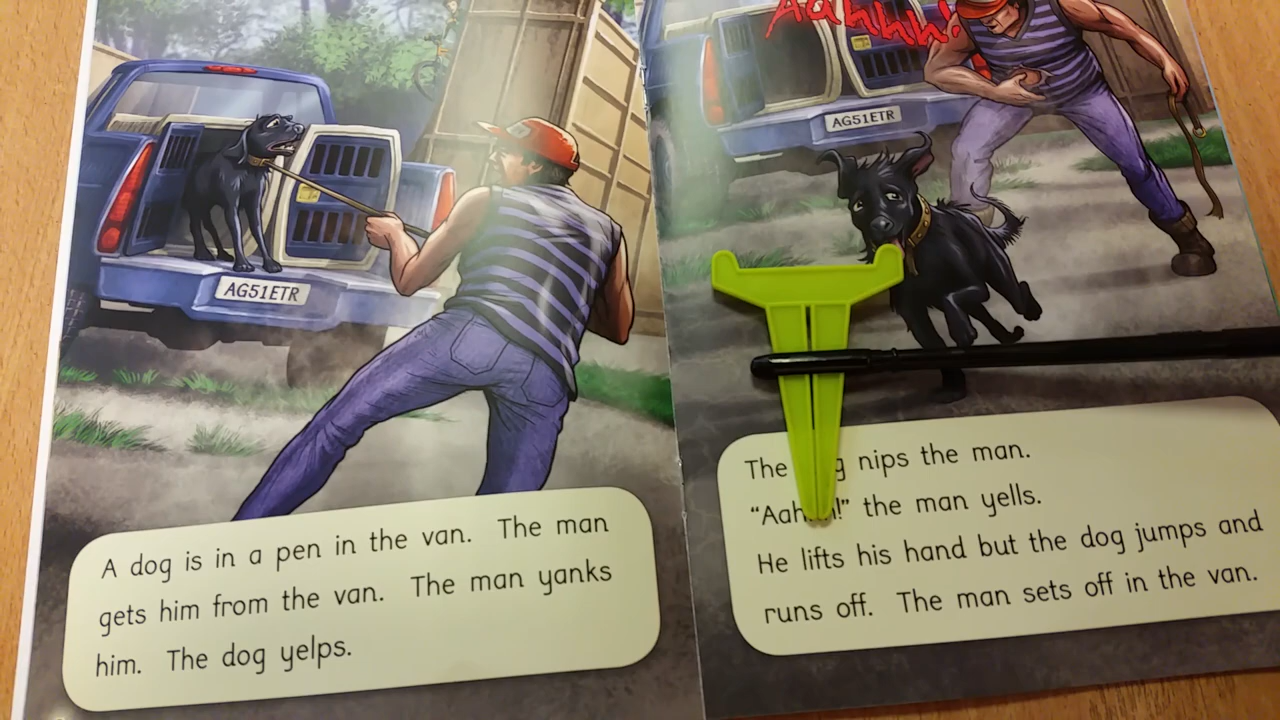 AG51ETR
A dog is in a pen in the van. The man
gets him from the van. The man yanks
him. The dog yelps.
Aahhh!
AG51ETR
The nips the man.
the man yells.
He lifts his hand but the dog jumps and
runs off. The man sets off in the van.